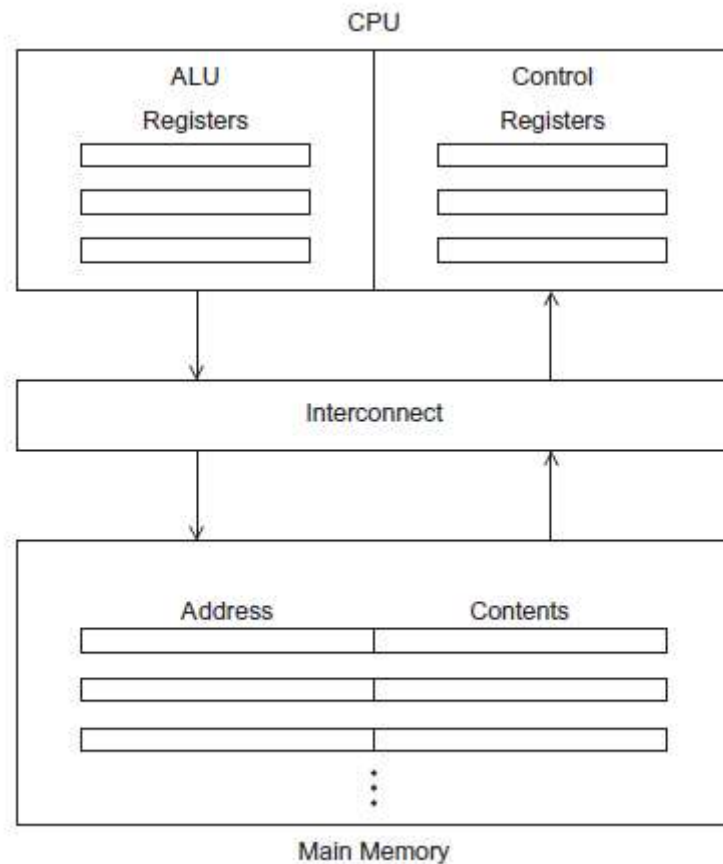 CPU
ALU Control
Registers Registers
Interconnect
Address Contents
Main Memory